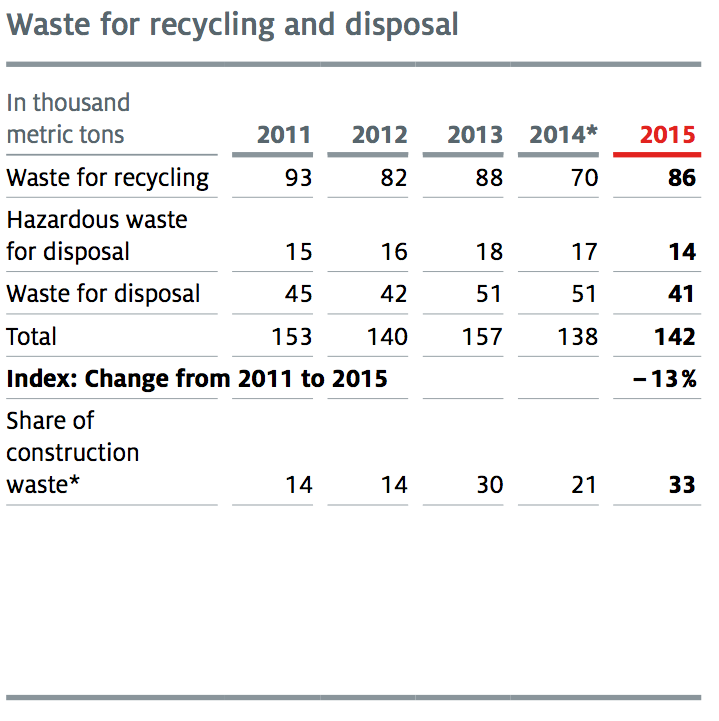 Waste for recycling and disposal
In thousand
metric tons 2011 2012 2013 2014* 2015
Waste for recycling 93 82 88 70 86
Hazardous waste
for disposal 15 16 18 17 14
Waste for disposal 45 42 51 51 41
Total 153 140 157 138 142
Index: Change from 2011 to 2015 – 13 %
Share of
construction
waste* 14 14 30 21 33